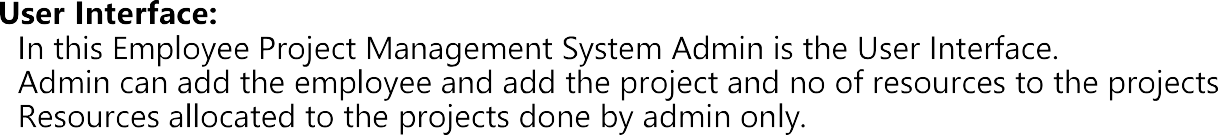 User Interface:
In this Employee Project Management System Admin is the User Interface.
Admin can add the employee and add the project and no of resources to the projects
Resources allocated to the projects done by admin only.